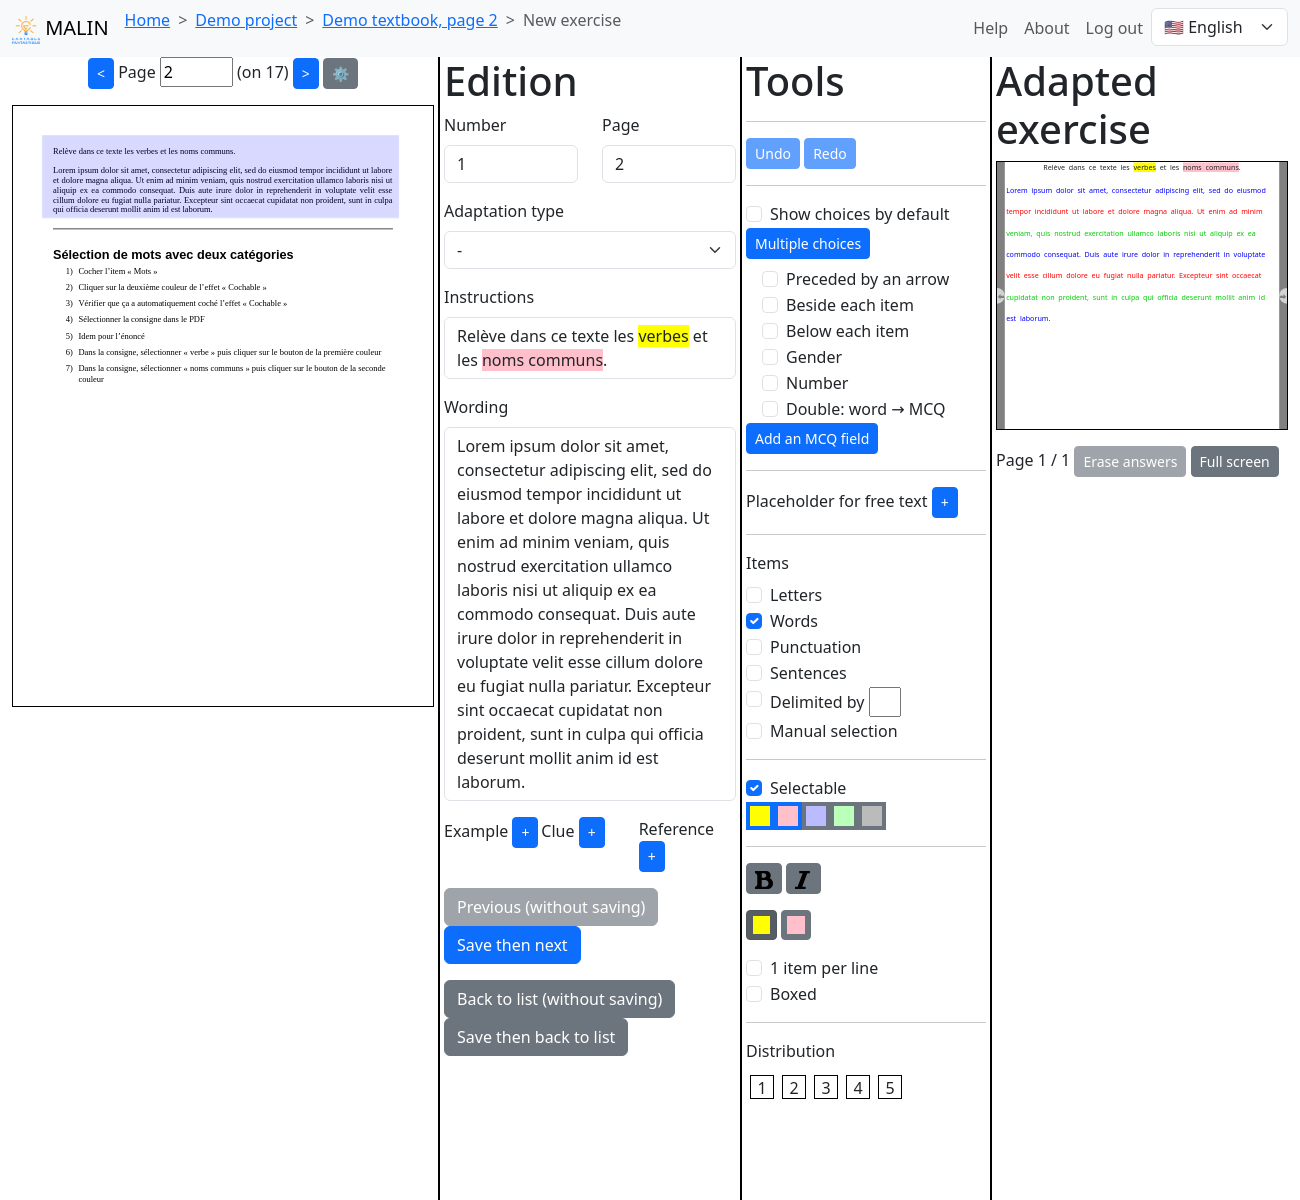 MALIN
Home > Demo project > Demo textbook, page 2 > New exercise
Help About Log out 🇺🇸 English
< Page 2 (on 17) > ⚙️
Relève dans ce texte les verbes et les noms communs.
Lorem ipsum dolor sit amet, consectetur adipiscing elit, sed do eiusmod tempor incididunt ut labore
et dolore magna aliqua. Ut enim ad minim veniam, quis nostrud exercitation ullamco laboris nisi ut
aliquip ex ea commodo consequat. Duis aute irure dolor in reprehenderit in voluptate velit esse
cillum dolore eu fugiat nulla pariatur. Excepteur sint occaecat cupidatat non proident, sunt in culpa
qui officia deserunt mollit anim id est laborum.
Sélection de mots avec deux catégories
1) Cocher l’item « Mots »
2) Cliquer sur la deuxième couleur de l’effet « Cochable »
3) Vérifier que ça a automatiquement coché l’effet « Cochable »
4) Sélectionner la consigne dans le PDF
5) Idem pour l’énoncé
6) Dans la consigne, sélectionner « verbe » puis cliquer sur le bouton de la première couleur
7) Dans la consigne, sélectionner « noms communs » puis cliquer sur le bouton de la seconde
couleur
Edition
Number Page
1 2
Adaptation type
-
Instructions
Relève dans ce texte les verbes et
les noms communs.
Wording
Lorem ipsum dolor sit amet,
consectetur adipiscing elit, sed do
eiusmod tempor incididunt ut
labore et dolore magna aliqua. Ut
enim ad minim veniam, quis
nostrud exercitation ullamco
laboris nisi ut aliquip ex ea
commodo consequat. Duis aute
irure dolor in reprehenderit in
voluptate velit esse cillum dolore
eu fugiat nulla pariatur. Excepteur
sint occaecat cupidatat non
proident, sunt in culpa qui officia
deserunt mollit anim id est
laborum.
Example + Clue + Reference
+
Previous (without saving)
Save then next
Back to list (without saving)
Save then back to list
Tools
Undo Redo
Show choices by default
Multiple choices
Preceded by an arrow
Beside each item
Below each item
Gender
Number
Double: word → MCQ
Add an MCQ field
Placeholder for free text +
Items
Letters
Words
Punctuation
Sentences
Delimited by
Manual selection
Selectable
B I
1 item per line
Boxed
Distribution
1 2 3 4 5
Adapted
exercise
Relève dans ce texte les verbes et les noms communs.
Lorem ipsum dolor sit amet, consectetur adipiscing elit, sed do eiusmod
tempor incididunt ut labore et dolore magna aliqua. Ut enim ad minim
veniam, quis nostrud exercitation ullamco laboris nisi ut aliquip ex ea
commodo consequat. Duis aute irure dolor in reprehenderit in voluptate
velit esse cillum dolore eu fugiat nulla pariatur. Excepteur sint occaecat
cupidatat non proident, sunt in culpa qui officia deserunt mollit anim id
est laborum.
Page 1 / 1 Erase answers Full screen